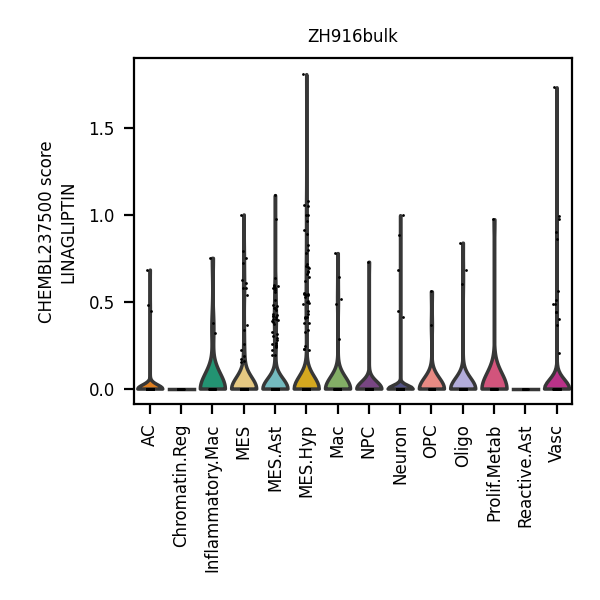 ZH916bulk
CHEMBL237500 score
LINAGLIPTIN
1.5
1.0
0.5
0.0
AC
Chromatin.Reg
Inflammatory.Mac
MES
MES.Ast
MES.Hyp
Mac
NPC
Neuron
OPC
Oligo
Prolif.Metab
Reactive.Ast
Vasc